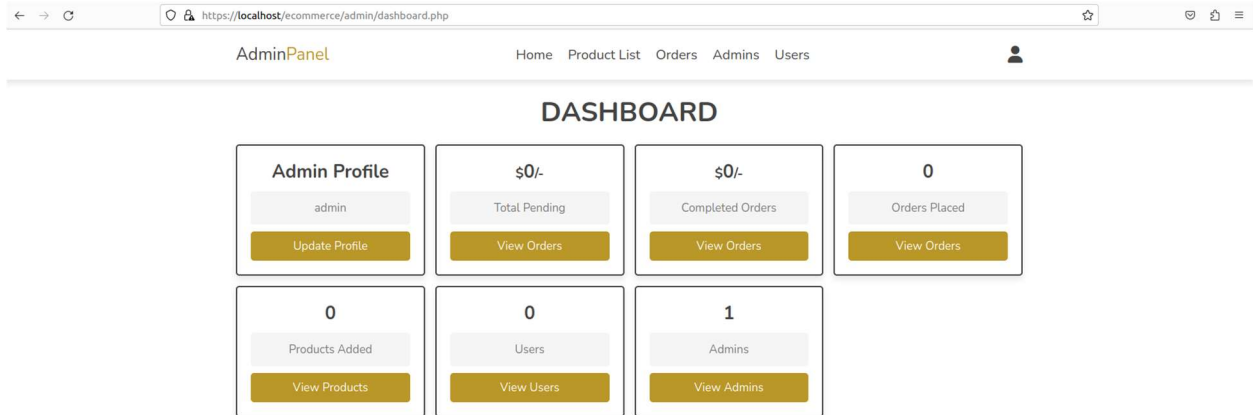 https://localhost/ecommerce/admin/dashboard.php
AdminPanel
Home Product List Orders Admins Users
DASHBOARD
Admin Profile
admin
Update Profile
$0/-
Total Pending
View Orders
$0/-
Completed Orders
View Orders
0
Orders Placed
View Orders
0
Products Added
View Products
0
Users
View Users
1
Admins
View Admins